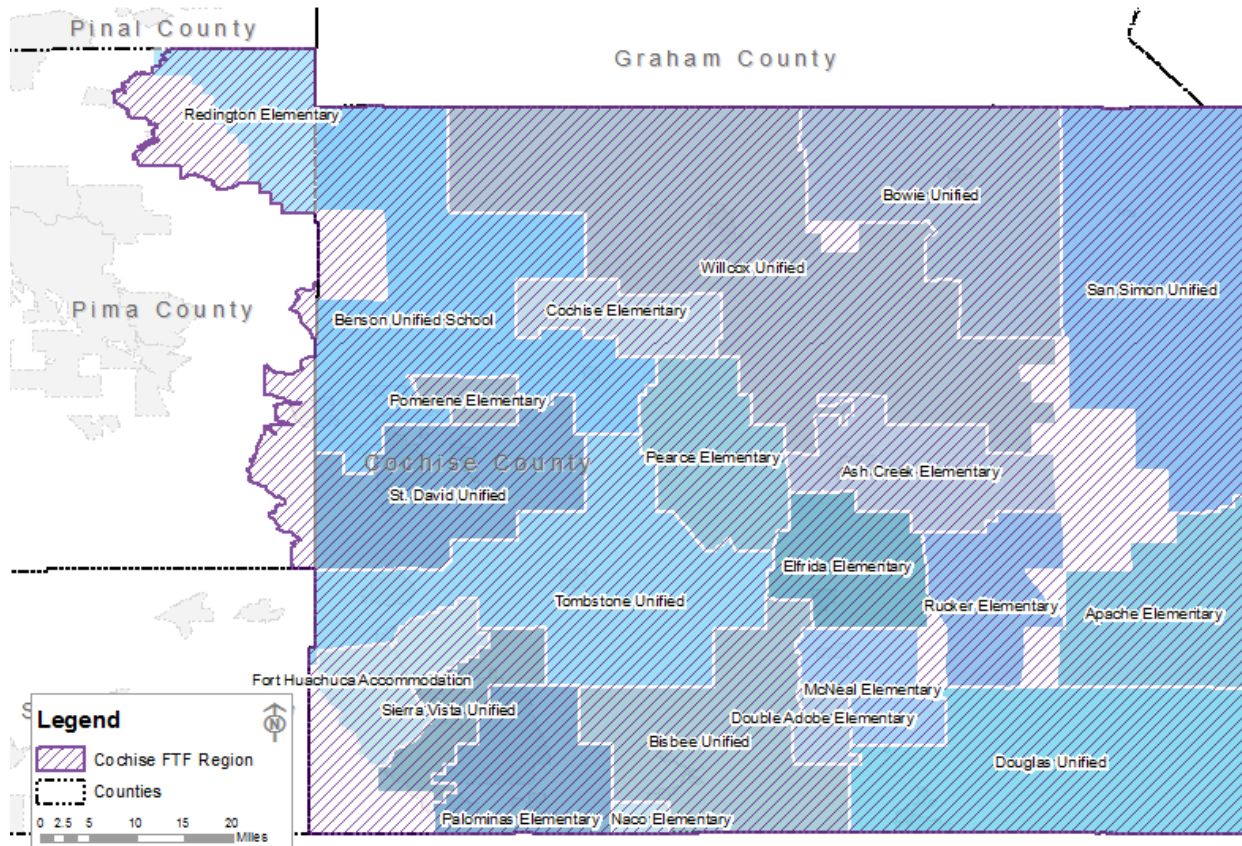 Pinal County
Graham County
Redington Elementary
Bowie Unified
Willcox Unified
San Simon Unified
Pima County
Cochise Elementary
Benson Unified School
Pomerene Elementary
Pearce Elementary
Cochise County
Ash Creek Elementary
St. David Unified
Elfrida Elementary
Tombstone Unified
Rucker Elementary
Apache Elementary
Fort Huachuca Accommodation
McNeal Elementary
Sierra Vista Unified
Double Adobe Elementary
Bisbee Unified
Douglas Unified
Palominas Elementary
Naco Elementary
Legend
N
Cochise FTF Region
Counties
0 2.5 5 10 15 20
Miles